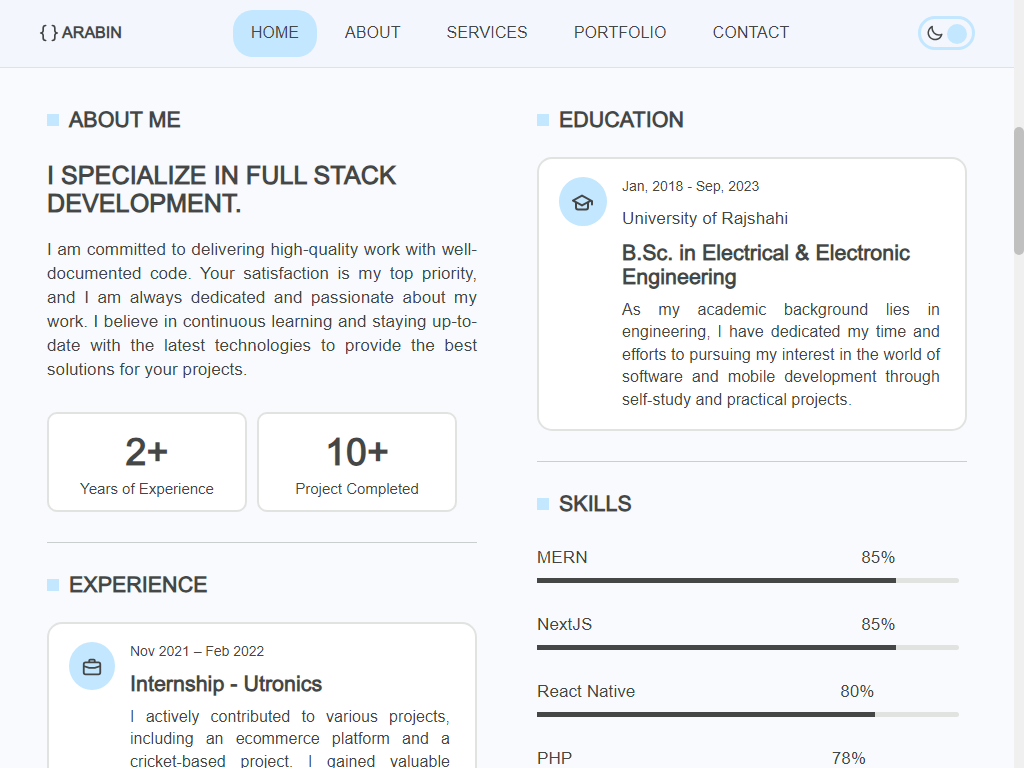 { } ARABIN
HOME
ABOUT
SERVICES
PORTFOLIO
CONTACT
ABOUT ME
I SPECIALIZE IN FULL STACK
DEVELOPMENT.
I am committed to delivering high-quality work with well-
documented code. Your satisfaction is my top priority,
and I am always dedicated and passionate about my
work. I believe in continuous learning and staying up-to-
date with the latest technologies to provide the best
solutions for your projects.
2+
Years of Experience
10+
Project Completed
EXPERIENCE
Nov 2021 – Feb 2022
Internship - Utronics
I actively contributed to various projects,
including an ecommerce platform and a
cricket-based project. I gained valuable
EDUCATION
Jan, 2018 - Sep, 2023
University of Rajshahi
B.Sc. in Electrical & Electronic
Engineering
As my academic background lies in
engineering, I have dedicated my time and
efforts to pursuing my interest in the world of
software and mobile development through
self-study and practical projects.
SKILLS
MERN 85%
NextJS 85%
React Native 80%
PHP 78%